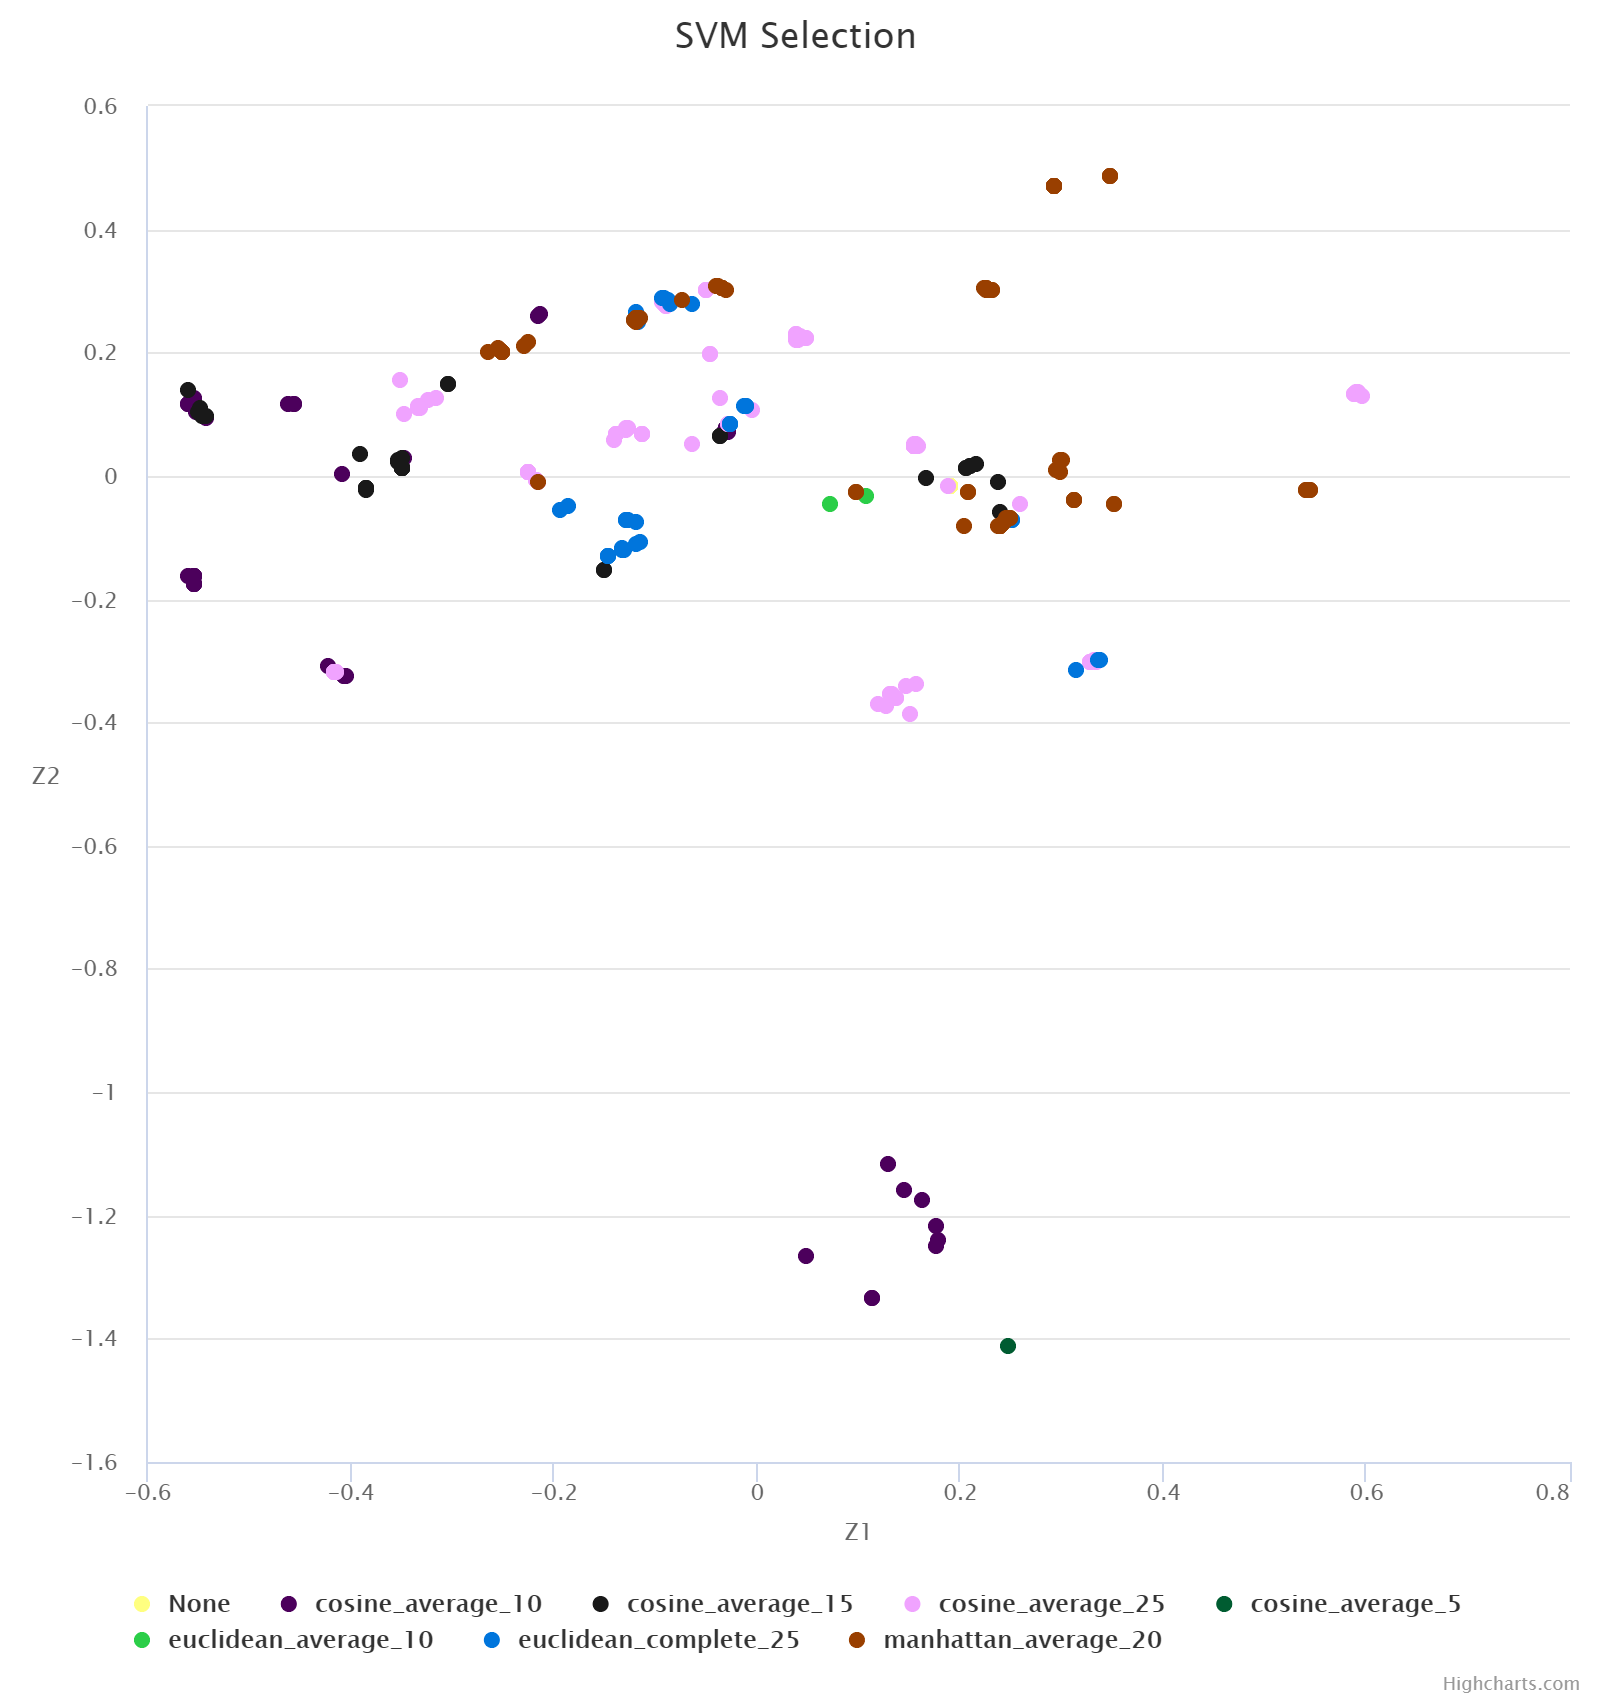 SVM Selection
0.6
0.4
0.2
0
-0.2
-0.4
Z2
-0.6
-0.8
-1
-1.2
-1.4
-1.6
-0.6 -0.4 -0.2 0 0.2 0.4 0.6 0.8
Z1
None cosine_average_10 cosine_average_15 cosine_average_25 cosine_average_5
euclidean_average_10 euclidean_complete_25 manhattan_average_20
Highcharts.com